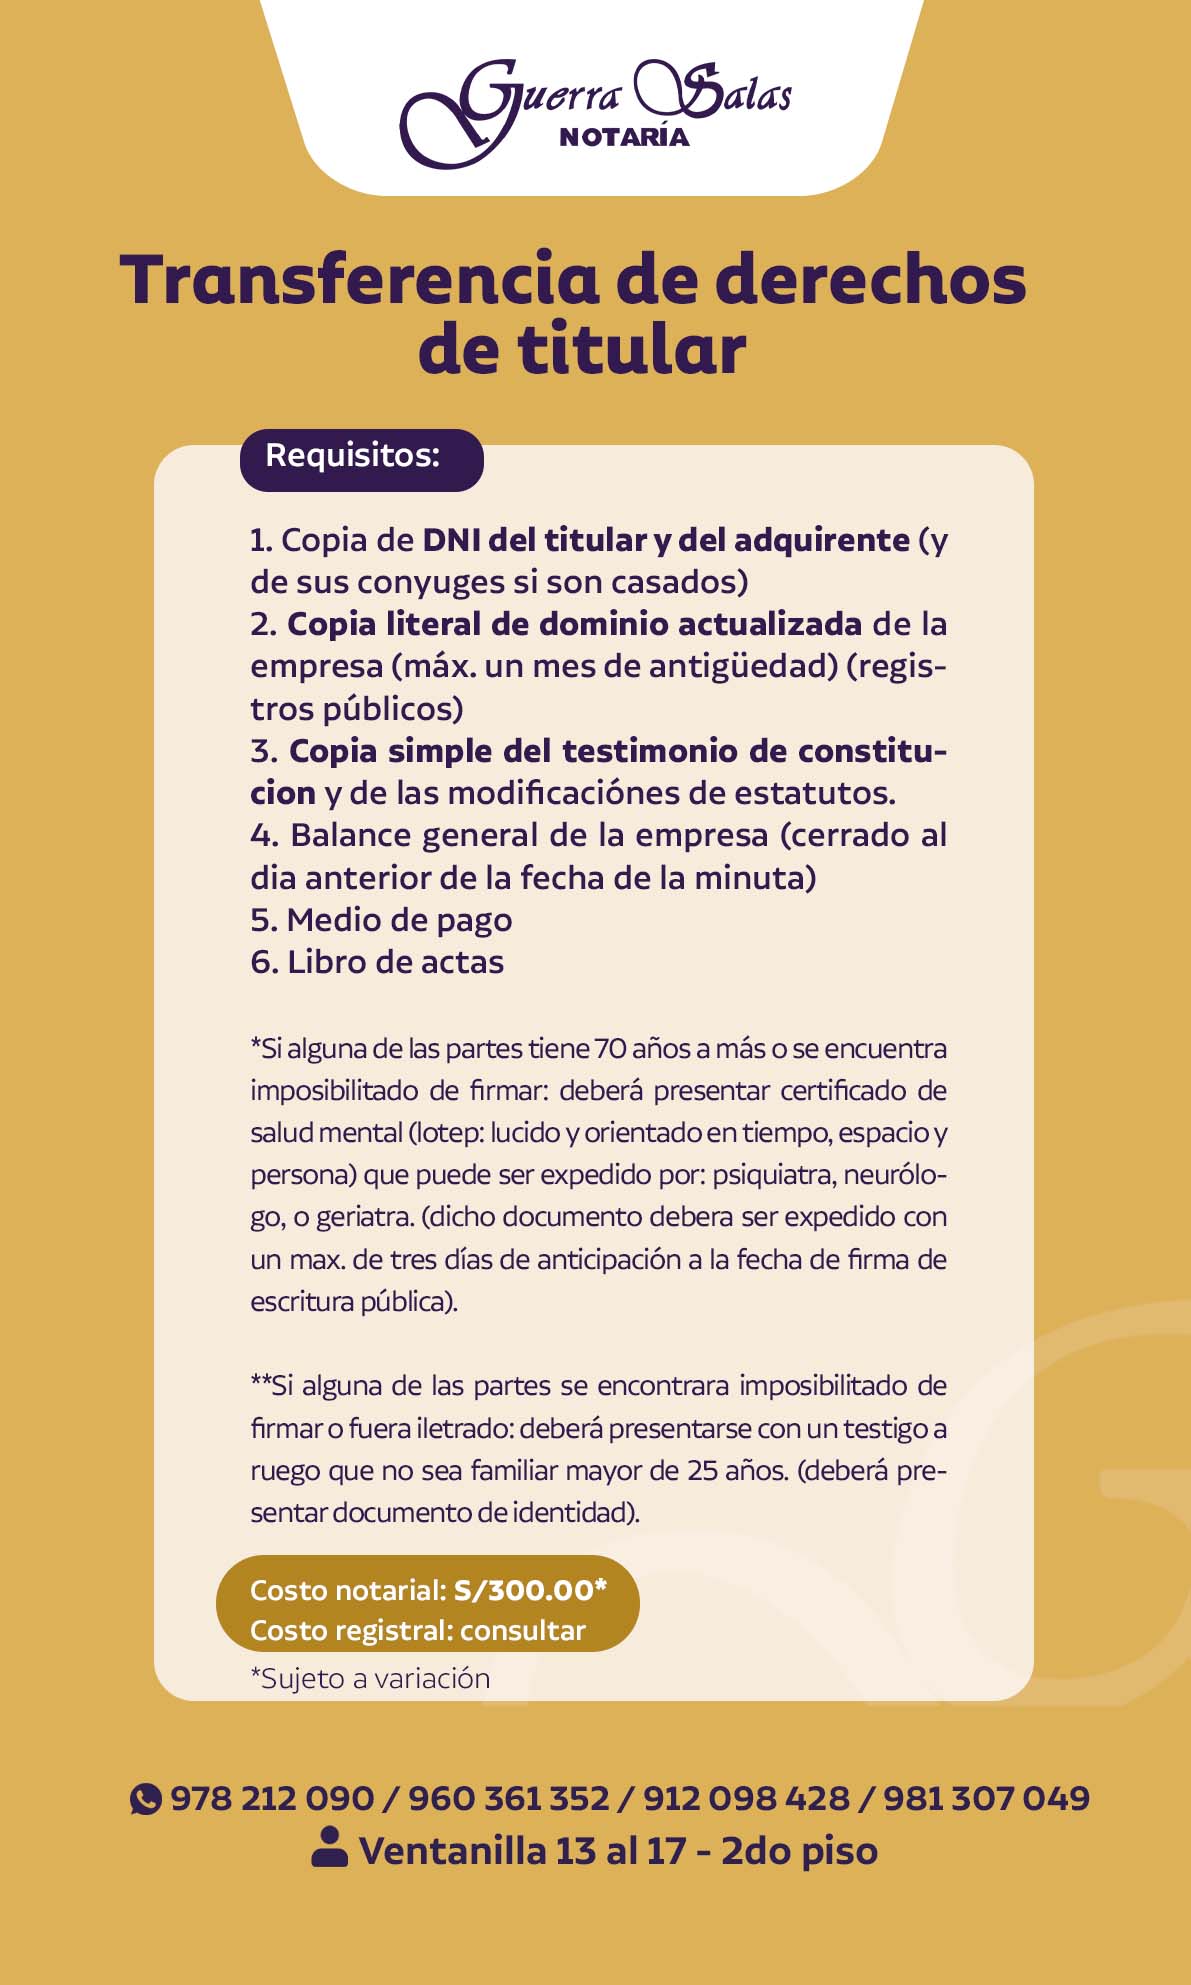 Guerra Salas
NOTARÍA
Transferencia de derechos
de titular
Requisitos:
1. Copia de DNI del titular y del adquirente (y
de sus conyuges si son casados)
2. Copia literal de dominio actualizada de la
empresa (máx. un mes de antigüedad) (regis-
tros públicos)
3. Copia simple del testimonio de constitu-
cion y de las modificaciónes de estatutos.
4. Balance general de la empresa (cerrado al
dia anterior de la fecha de la minuta)
5. Medio de pago
6. Libro de actas
*Si alguna de las partes tiene 70 años a más o se encuentra
imposibilitado de firmar: deberá presentar certificado de
salud mental (lotep: lucido y orientado en tiempo, espacio y
persona) que puede ser expedido por: psiquiatra, neurólo-
go, o geriatra. (dicho documento debera ser expedido con
un max. de tres días de anticipación a la fecha de firma de
escritura pública).
**Si alguna de las partes se encontrara imposibilitado de
firmar o fuera iletrado: deberá presentarse con un testigo a
ruego que no sea familiar mayor de 25 años. (deberá pre-
sentar documento de identidad).
Costo notarial: S/300.00*
Costo registral: consultar
*Sujeto a variación
978 212 090 / 960 361 352 / 912 098 428 / 981 307 049
Ventanilla 13 al 17 - 2do piso